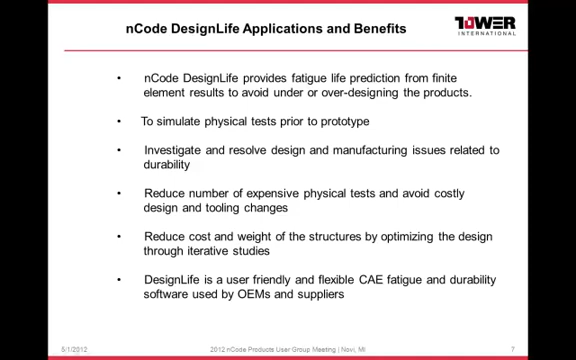 nCode DesignLife Applications and Benefits
TOWER
INTERNATIONAL
• nCode DesignLife provides fatigue life prediction from finite
element results to avoid under or over-designing the products.
• To simulate physical tests prior to prototype
• Investigate and resolve design and manufacturing issues related to
durability
• Reduce number of expensive physical tests and avoid costly
design and tooling changes
• Reduce cost and weight of the structures by optimizing the design
through iterative studies
• DesignLife is a user friendly and flexible CAE fatigue and durability
software used by OEMs and suppliers
5/1/2012
2012 nCode Products User Group Meeting | Novi, MI
7